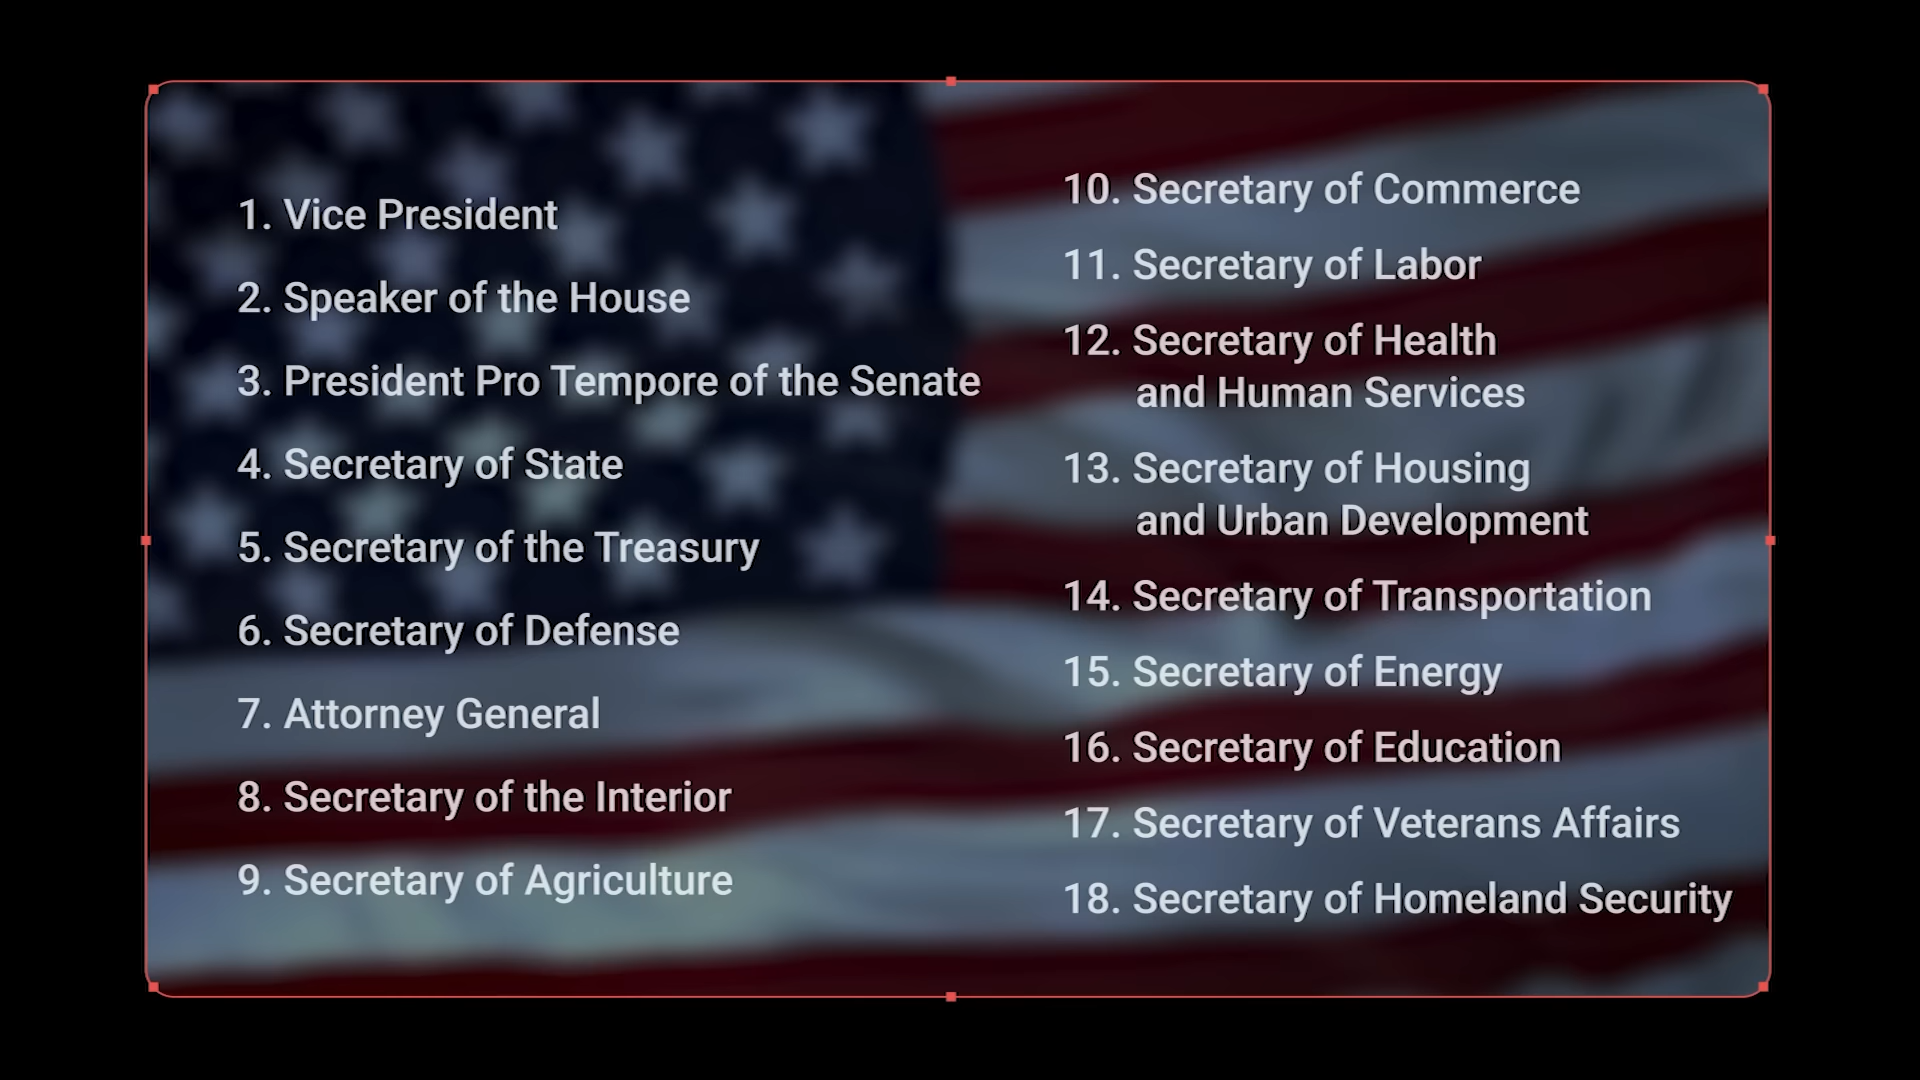 1. Vice President
2. Speaker of the House
3. President Pro Tempore of the Senate
4. Secretary of State
5. Secretary of the Treasury
6. Secretary of Defense
7. Attorney General
8. Secretary of the Interior
9. Secretary of Agriculture
10. Secretary of Commerce
11. Secretary of Labor
12. Secretary of Health
and Human Services
13. Secretary of Housing
and Urban Development
14. Secretary of Transportation
15. Secretary of Energy
16. Secretary of Education
17. Secretary of Veterans Affairs
18. Secretary of Homeland Security